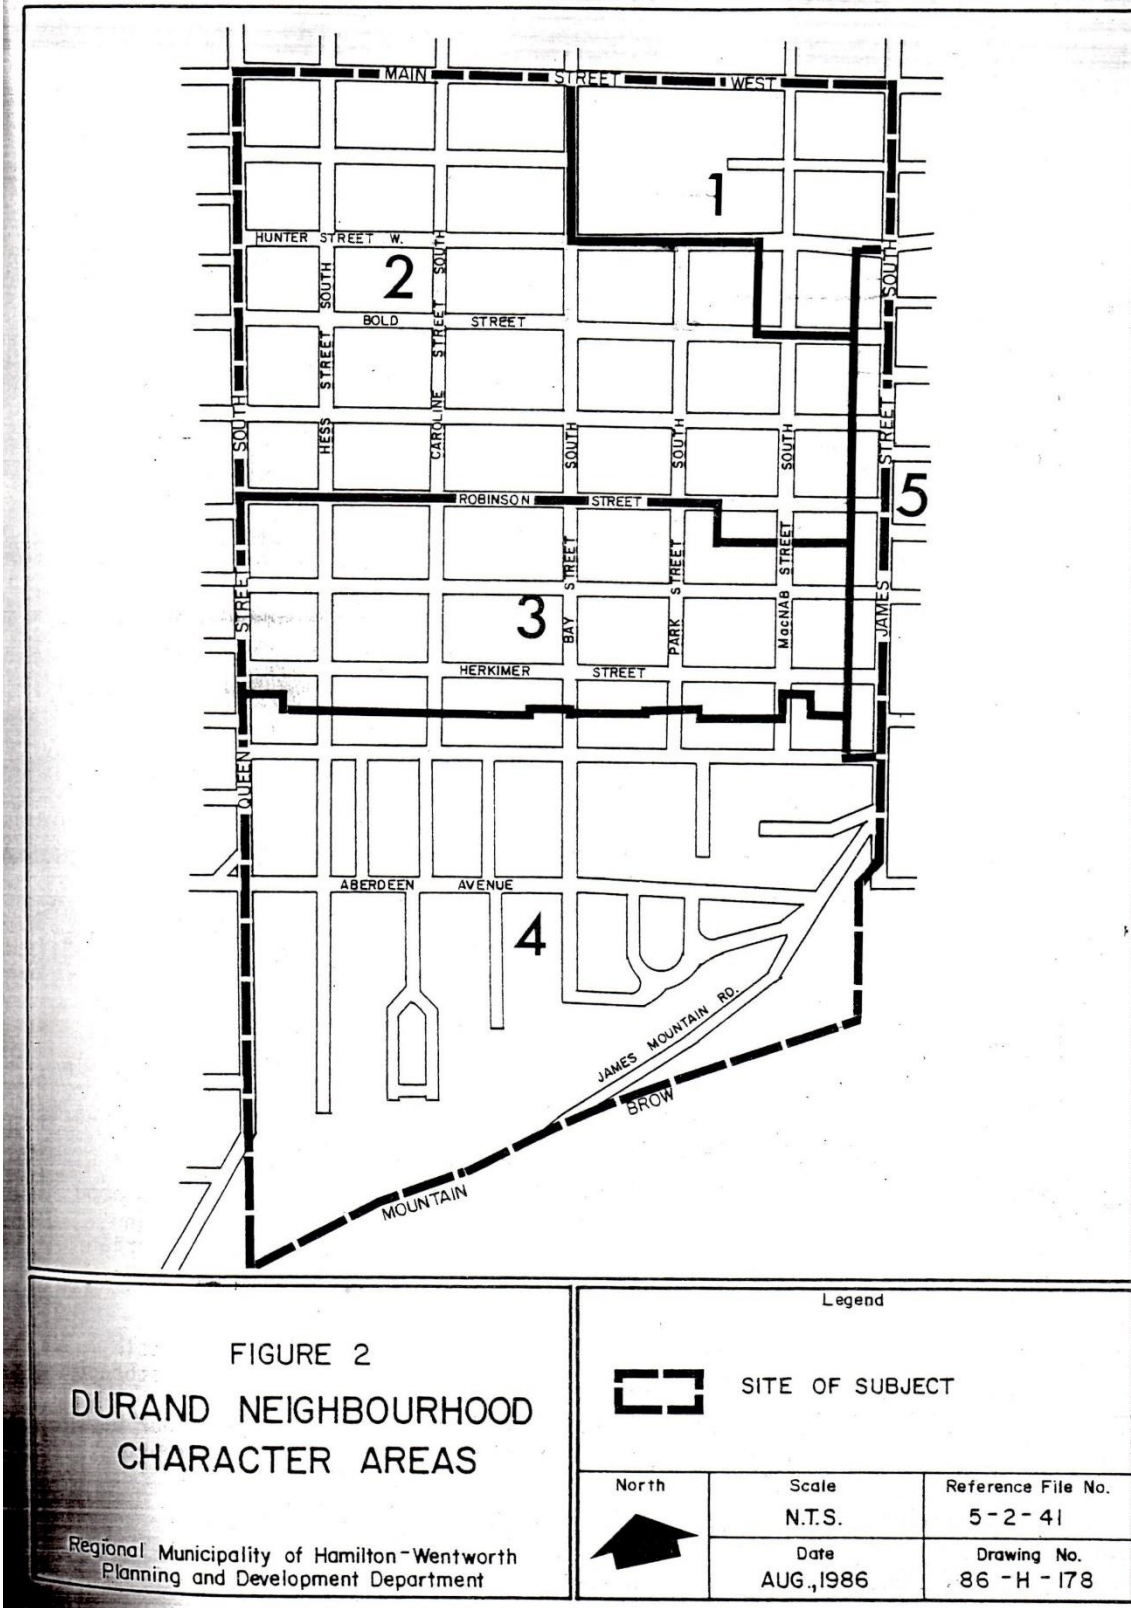 MAIN STREET WEST
1
HUNTER STREET W.
2
HESS STREET SOUTH
CAROLINE STREET SOUTH
BOLD STREET
QUEEN STREET SOUTH
BAY STREET SOUTH
PARK STREET SOUTH
MacNAB STREET SOUTH
JAMES STREET SOUTH
ROBINSON STREET
5
3
HERKIMER STREET
ABERDEEN AVENUE
4
JAMES MOUNTAIN RD.
MOUNTAIN BROW
FIGURE 2
DURAND NEIGHBOURHOOD
CHARACTER AREAS
Regional Municipality of Hamilton-Wentworth
Planning and Development Department
Legend
SITE OF SUBJECT
North
Scale
N.T.S.
Reference File No.
5-2-41
Date
AUG.,1986
Drawing No.
86-H-178